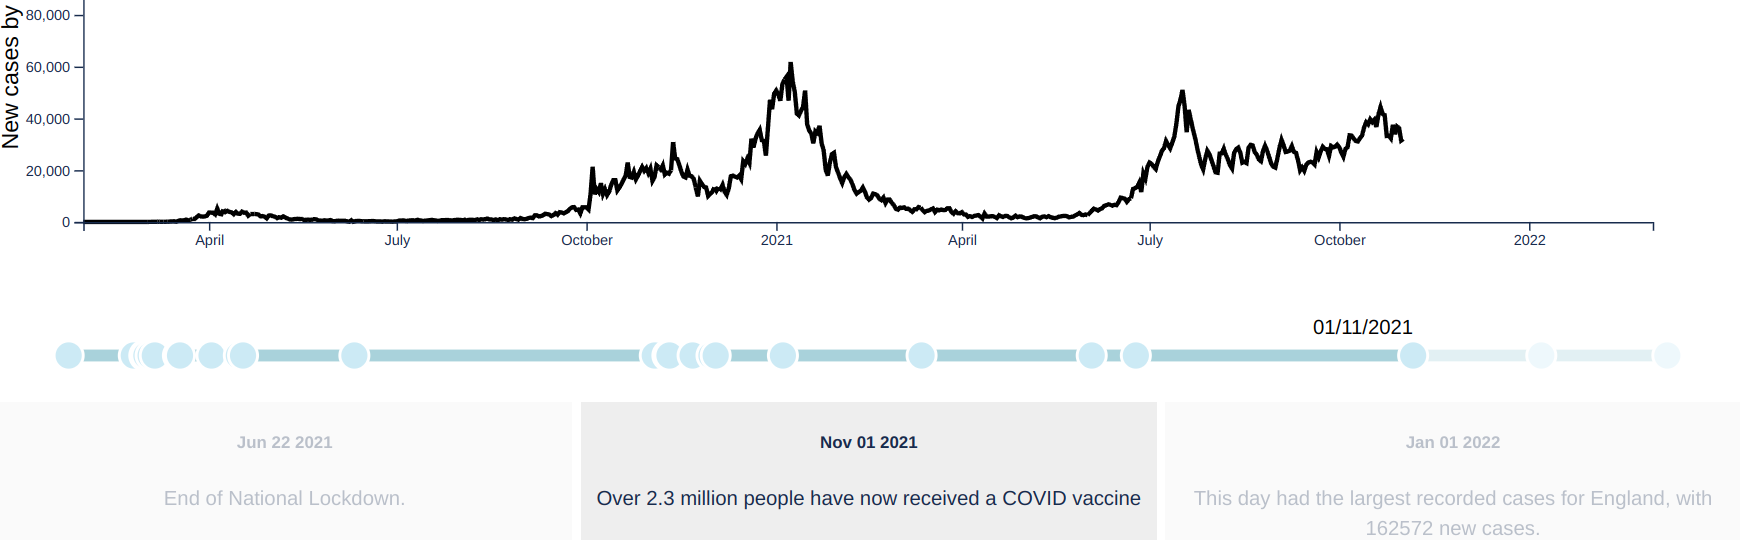 New cases by
80,000
60,000
40,000
20,000
0
April
July
October
2021
April
July
October
2022
01/11/2021
Jun 22 2021
End of National Lockdown.
Nov 01 2021
Over 2.3 million people have now received a COVID vaccine
Jan 01 2022
This day had the largest recorded cases for England, with
162572 new cases.